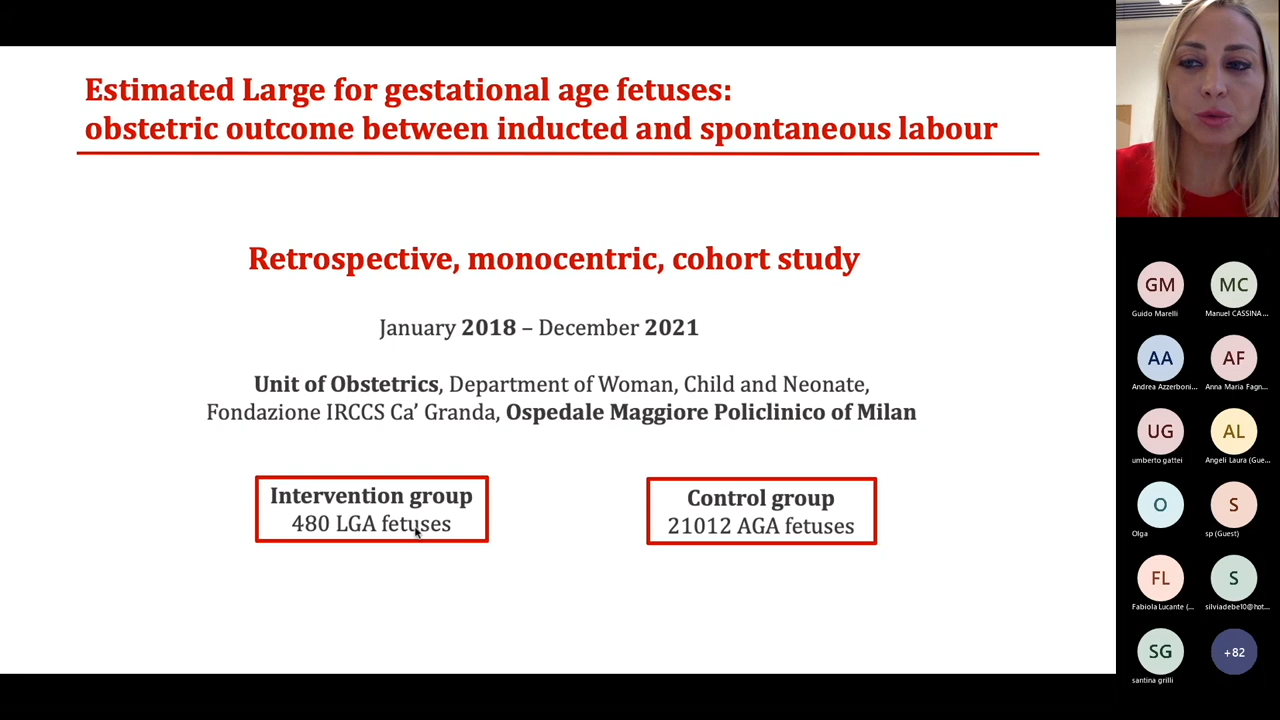 Estimated Large for gestational age fetuses:
obstetric outcome between inducted and spontaneous labour
Retrospective, monocentric, cohort study
January 2018 – December 2021
Unit of Obstetrics, Department of Woman, Child and Neonate,
Fondazione IRCCS Ca’ Granda, Ospedale Maggiore Policlinico of Milan
Intervention group
480 LGA fetuses
Control group
21012 AGA fetuses
GM
Guido Marelli
MC
Manuel CASSINA...
AA
Andrea Azzerboni...
AF
Anna Maria Fagn...
UG
umberto gattei
AL
Angeli Laura (Gue...
O
Olga
S
sp (Guest)
FL
Fabiola Lucante (...
S
silviadebe10@hot...
SG
santina grilli
+82